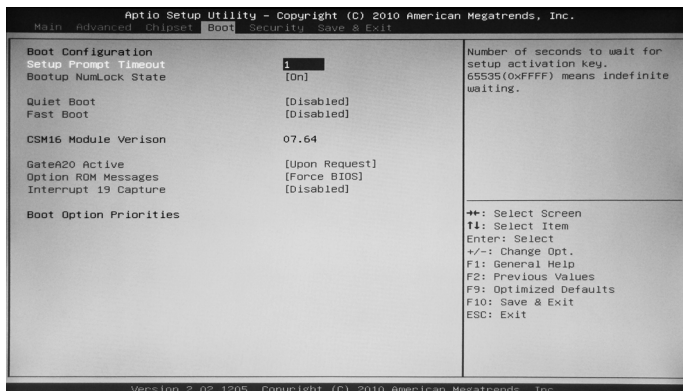 Aptio Setup Utility - Copyright (C) 2010 American Megatrends, Inc.
Main Advanced Chipset Boot Security Save & Exit
Boot Configuration
Setup Prompt Timeout 1
Bootup NumLock State [On]
Quiet Boot [Disabled]
Fast Boot [Disabled]
CSM16 Module Verison 07.64
GateA20 Active [Upon Request]
Option ROM Messages [Force BIOS]
Interrupt 19 Capture [Disabled]
Boot Option Priorities
Number of seconds to wait for
setup activation key.
65535(0xFFFF) means indefinite
waiting.
→←: Select Screen
↑↓: Select Item
Enter: Select
+/-: Change Opt.
F1: General Help
F2: Previous Values
F9: Optimized Defaults
F10: Save & Exit
ESC: Exit
Version 2.02.1205. Copyright (C) 2010 American Megatrends, Inc.